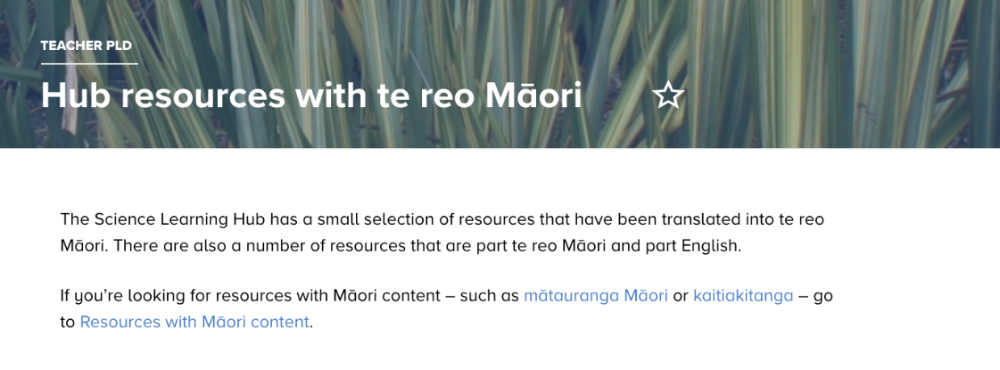 TEACHER PLD
Hub resources with te reo Māori
The Science Learning Hub has a small selection of resources that have been translated into te reo
Māori. There are also a number of resources that are part te reo Māori and part English.
If you’re looking for resources with Māori content – such as mātauranga Māori or kaitiakitanga – go
to Resources with Māori content.